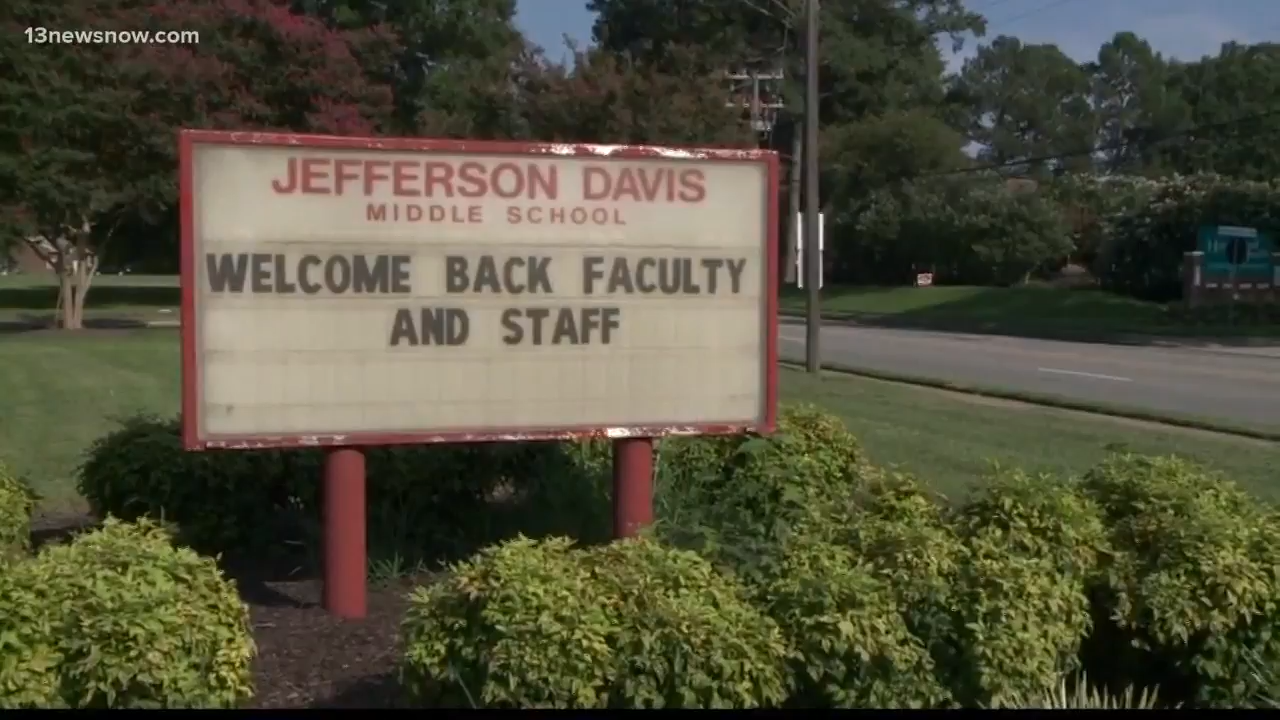 13newsnow.com
JEFFERSON DAVIS
MIDDLE SCHOOL
WELCOME BACK FACULTY
AND STAFF